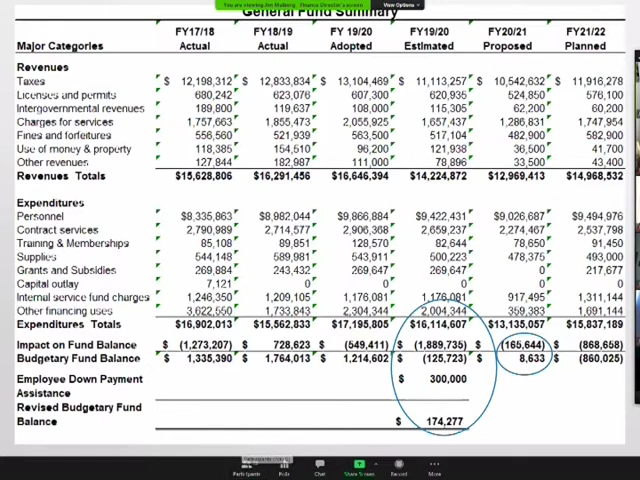 You are viewing Jim Malberg - Finance Director's screen View Options
General Fund Summary
FY17/18 FY18/19 FY 19/20 FY19/20 FY20/21 FY21/22
Major Categories Actual Actual Adopted Estimated Proposed Planned
Revenues
Taxes $ 12,198,312 $ 12,833,834 $ 13,104,469 $ 11,113,257 $ 10,542,632 $ 11,916,278
Licenses and permits 680,242 623,076 607,300 620,935 524,850 576,100
Intergovernmental revenues 189,800 119,637 108,000 115,305 62,200 60,200
Charges for services 1,757,663 1,855,473 2,055,925 1,657,437 1,286,831 1,747,954
Fines and forfeitures 556,560 521,939 563,500 517,104 482,900 582,900
Use of money & property 118,385 154,510 96,200 121,938 36,500 41,700
Other revenues 127,844 182,987 111,000 78,896 33,500 43,400
Revenues Totals $15,628,806 $ 16,291,456 $ 16,646,394 $ 14,224,872 $ 12,969,413 $ 14,968,532
Expenditures
Personnel $8,335,863 $8,982,044 $ 9,866,884 $ 9,422,431 $9,026,687 $ 9,494,976
Contract services 2,790,989 2,714,577 2,906,368 2,659,237 2,274,467 2,537,798
Training & Memberships 85,108 89,851 128,570 82,644 78,650 91,450
Supplies 544,148 589,981 543,911 500,223 478,375 493,000
Grants and Subsidies 269,884 243,432 269,647 269,647 0 217,677
Capital outlay 7,121 0 0 0 0 0
Internal service fund charges 1,246,350 1,209,105 1,176,081 1,176,081 917,495 1,311,144
Other financing uses 3,622,550 1,733,843 2,304,344 2,004,344 359,383 1,691,144
Expenditures Totals $16,902,013 $ 15,562,833 $ 17,195,805 $ 16,114,607 $ 13,135,057 $ 15,837,189
Impact on Fund Balance $ (1,273,207) $ 728,623 $ (549,411) $ (1,889,735) $ (165,644) $ (868,658)
Budgetary Fund Balance $ 1,335,390 $ 1,764,013 $ 1,214,602 $ (125,723) $ 8,633 $ (860,025)
Employee Down Payment $ 300,000
Assistance
Revised Budgetary Fund
Balance $ 174,277
Participants Polls Chat Share Screen Record More